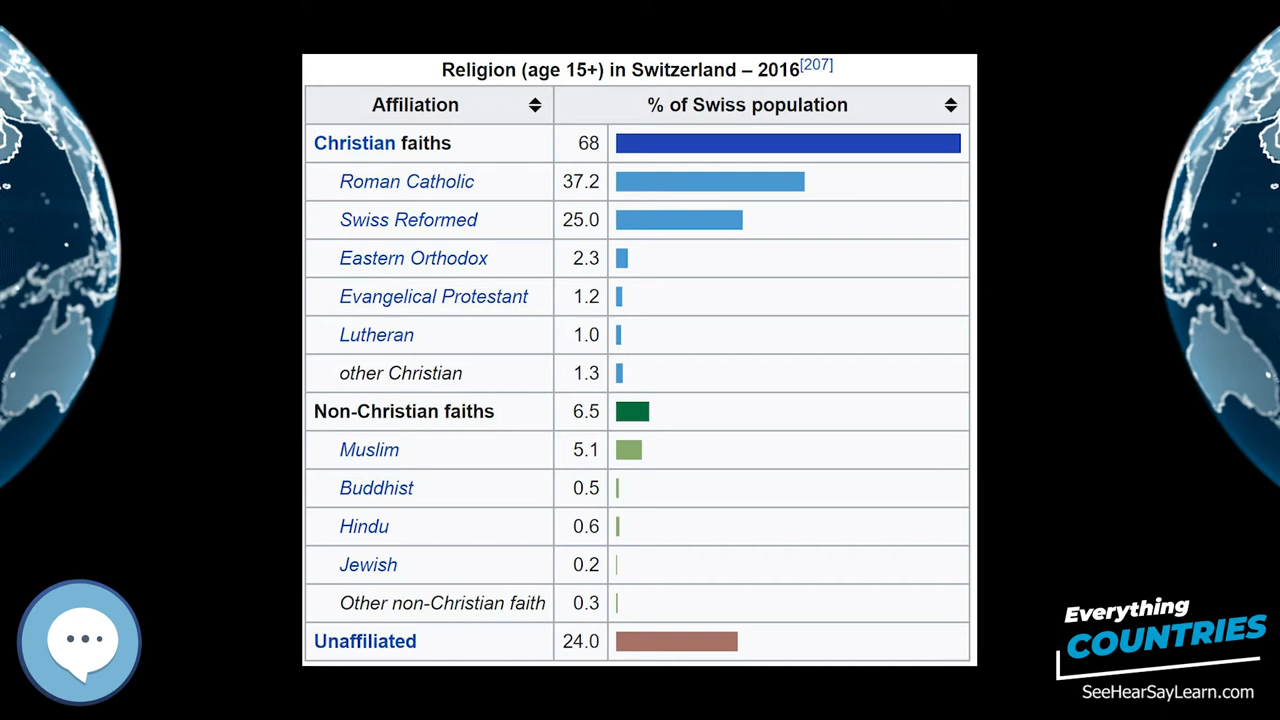 Religion (age 15+) in Switzerland – 2016[207]
Affiliation % of Swiss population
Christian faiths 68
Roman Catholic 37.2
Swiss Reformed 25.0
Eastern Orthodox 2.3
Evangelical Protestant 1.2
Lutheran 1.0
other Christian 1.3
Non-Christian faiths 6.5
Muslim 5.1
Buddhist 0.5
Hindu 0.6
Jewish 0.2
Other non-Christian faith 0.3
Unaffiliated 24.0
Everything
COUNTRIES
SeeHearSayLearn.com